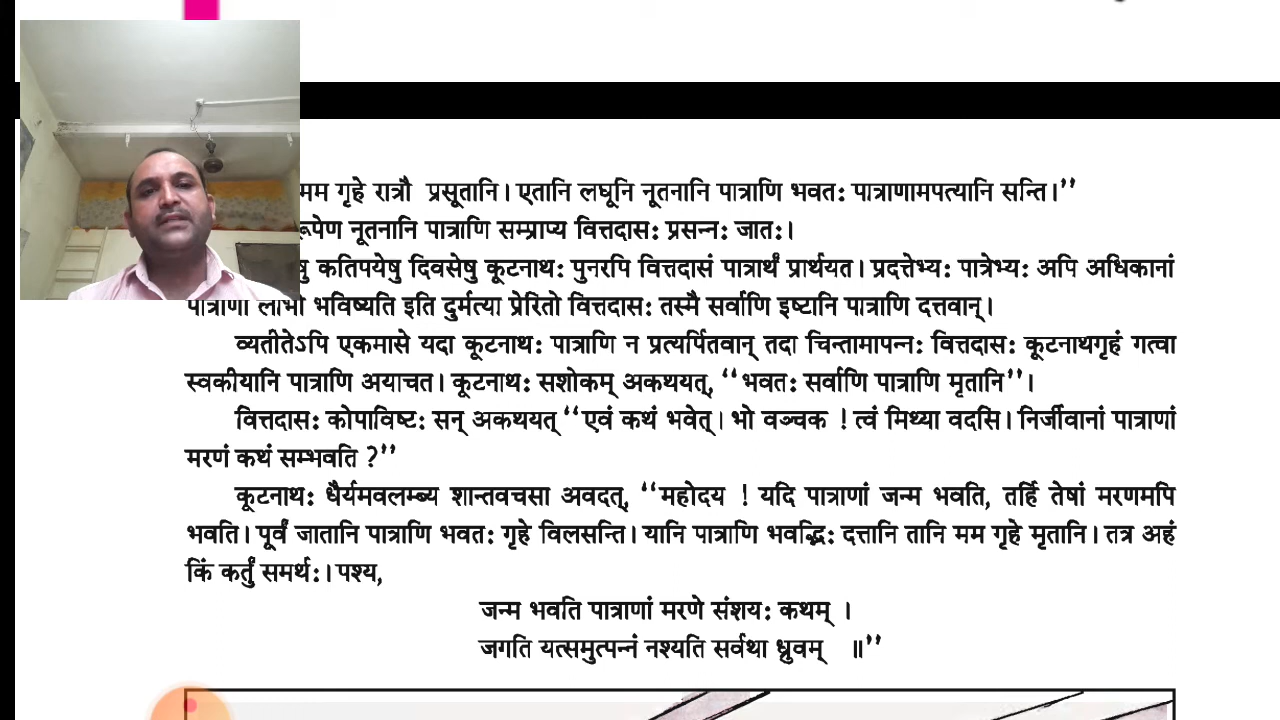 मम गृहे रात्रौ प्रसूतानि। एतानि लघूनि नूतनानि पात्राणि भवतः पात्राणामपत्यानि सन्ति।’’
नूतनानि पात्राणि सम्प्राप्य वित्तदासः प्रसन्नः जातः।
कतिपयेषु दिवसेषु कूटनाथः पुनरपि वित्तदासं पात्रार्थं प्रार्थयत। प्रदत्तेभ्यः पात्रेभ्यः अपि अधिकानां
पात्राणां लाभो भविष्यति इति दुर्मत्या प्रेरितो वित्तदासः तस्मै सर्वाणि इष्टानि पात्राणि दत्तवान्।
व्यतीतेऽपि एकमासे यदा कूटनाथः पात्राणि न प्रत्यर्पितवान् तदा चिन्तामापन्नः वित्तदासः कूटनाथगृहं गत्वा
स्वकीयानि पात्राणि अयाचत। कूटनाथः सशोकम् अकथयत्, ‘‘भवतः सर्वाणि पात्राणि मृतानि’’।
वित्तदासः कोपाविष्टः सन् अकथयत् ‘‘एवं कथं भवेत्। भो वञ्चक ! त्वं मिथ्या वदसि। निर्जीवानां पात्राणां
मरणं कथं सम्भवति ?’’
कूटनाथः धैर्यमवलम्ब्य शान्तवचसा अवदत्, ‘‘महोदय ! यदि पात्राणां जन्म भवति, तर्हि तेषां मरणमपि
भवति। पूर्वं जातानि पात्राणि भवतः गृहे विलसन्ति। यानि पात्राणि भवद्भिः दत्तानि तानि मम गृहे मृतानि। तत्र अहं
किं कर्तुं समर्थः। पश्य,
जन्म भवति पात्राणां मरणे संशयः कथम् ।
जगति यत्समुत्पन्नं नश्यति सर्वथा ध्रुवम् ॥’’